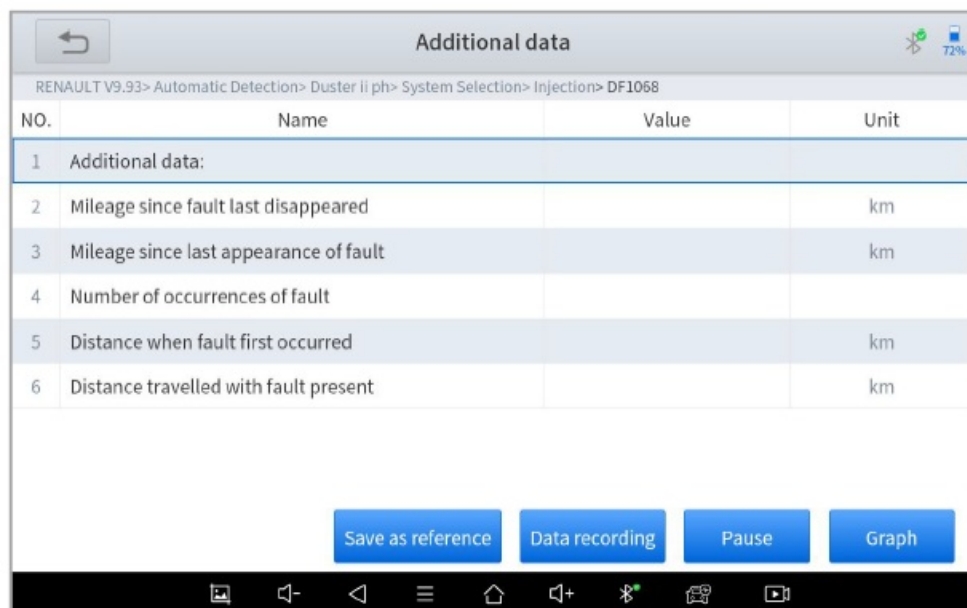 Additional data
72%
RENAULT V9.93> Automatic Detection> Duster ii ph> System Selection> Injection> DF1068
NO. Name Value Unit
1 Additional data:
2 Mileage since fault last disappeared km
3 Mileage since last appearance of fault km
4 Number of occurrences of fault
5 Distance when fault first occurred km
6 Distance travelled with fault present km
Save as reference Data recording Pause Graph